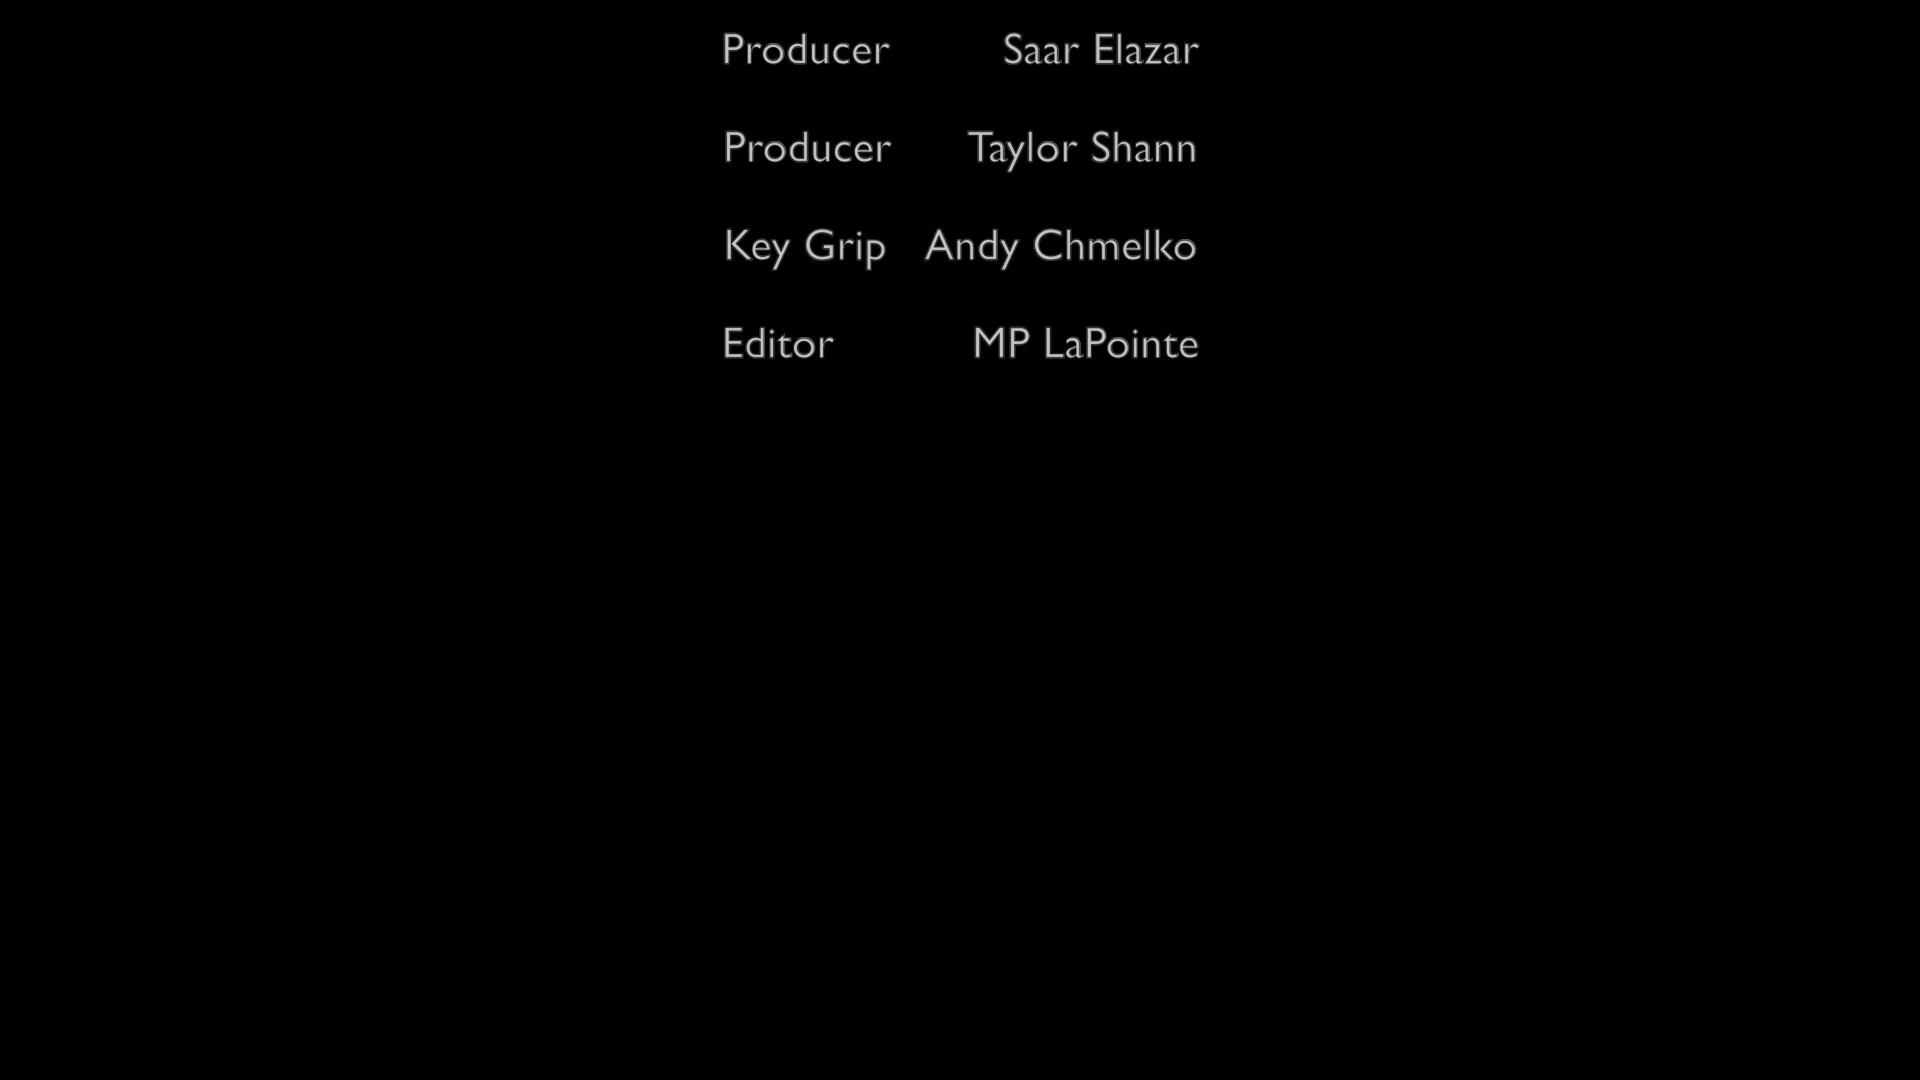 Producer Saar Elazar
Producer Taylor Shann
Key Grip Andy Chmelko
Editor MP LaPointe